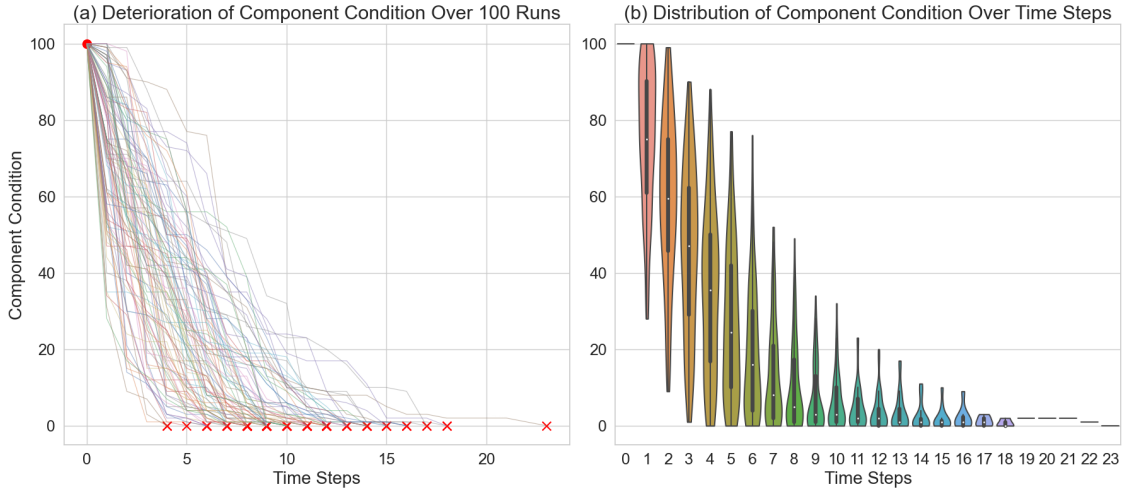 (a) Deterioration of Component Condition Over 100 Runs
100
80
60
40
20
0
Component Condition
0 5 10 15 20
Time Steps
(b) Distribution of Component Condition Over Time Steps
100
80
60
40
20
0
0 1 2 3 4 5 6 7 8 9 10 11 12 13 14 15 16 17 18 19 20 21 22 23
Time Steps